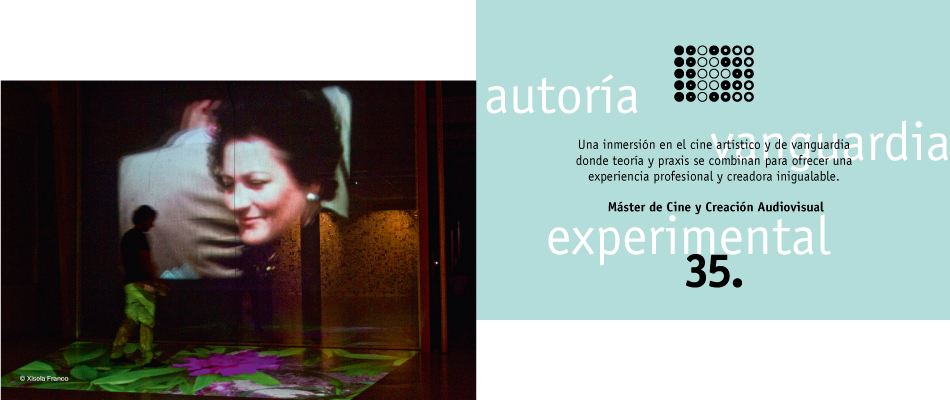 autoría
vanguardia
Una inmersión en el cine artístico y de vanguardia
donde teoría y praxis se combinan para ofrecer una
experiencia profesional y creadora inigualable.
Máster de Cine y Creación Audiovisual
experimental
35.
© Xisela Franco